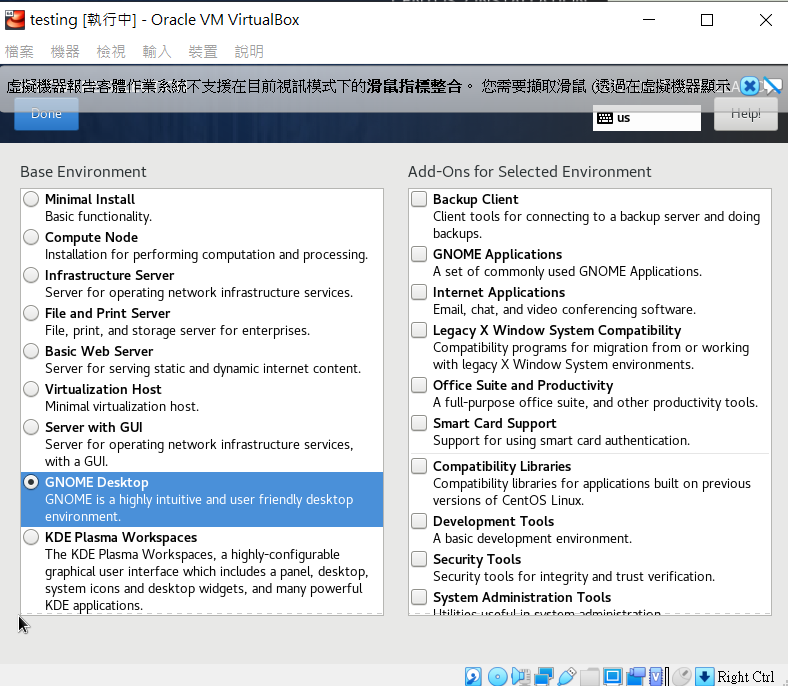 testing [執行中] - Oracle VM VirtualBox
檔案 機器 檢視 輸入 裝置 說明
虛擬機器報告客體作業系統不支援在目前視訊模式下的滑鼠指標整合。 您需要擷取滑鼠 (透過在虛擬機器顯示
Done
us
Help!
Base Environment
Minimal Install
Basic functionality.
Compute Node
Installation for performing computation and processing.
Infrastructure Server
Server for operating network infrastructure services.
File and Print Server
File, print, and storage server for enterprises.
Basic Web Server
Server for serving static and dynamic internet content.
Virtualization Host
Minimal virtualization host.
Server with GUI
Server for operating network infrastructure services,
with a GUI.
GNOME Desktop
GNOME is a highly intuitive and user friendly desktop
environment.
KDE Plasma Workspaces
The KDE Plasma Workspaces, a highly-configurable
graphical user interface which includes a panel, desktop,
system icons and desktop widgets, and many powerful
KDE applications.
Add-Ons for Selected Environment
Backup Client
Client tools for connecting to a backup server and doing
backups.
GNOME Applications
A set of commonly used GNOME Applications.
Internet Applications
Email, chat, and video conferencing software.
Legacy X Window System Compatibility
Compatibility programs for migration from or working
with legacy X Window System environments.
Office Suite and Productivity
A full-purpose office suite, and other productivity tools.
Smart Card Support
Support for using smart card authentication.
Compatibility Libraries
Compatibility libraries for applications built on previous
versions of CentOS Linux.
Development Tools
A basic development environment.
Security Tools
Security tools for integrity and trust verification.
System Administration Tools
Utilities useful in system administration.
Right Ctrl